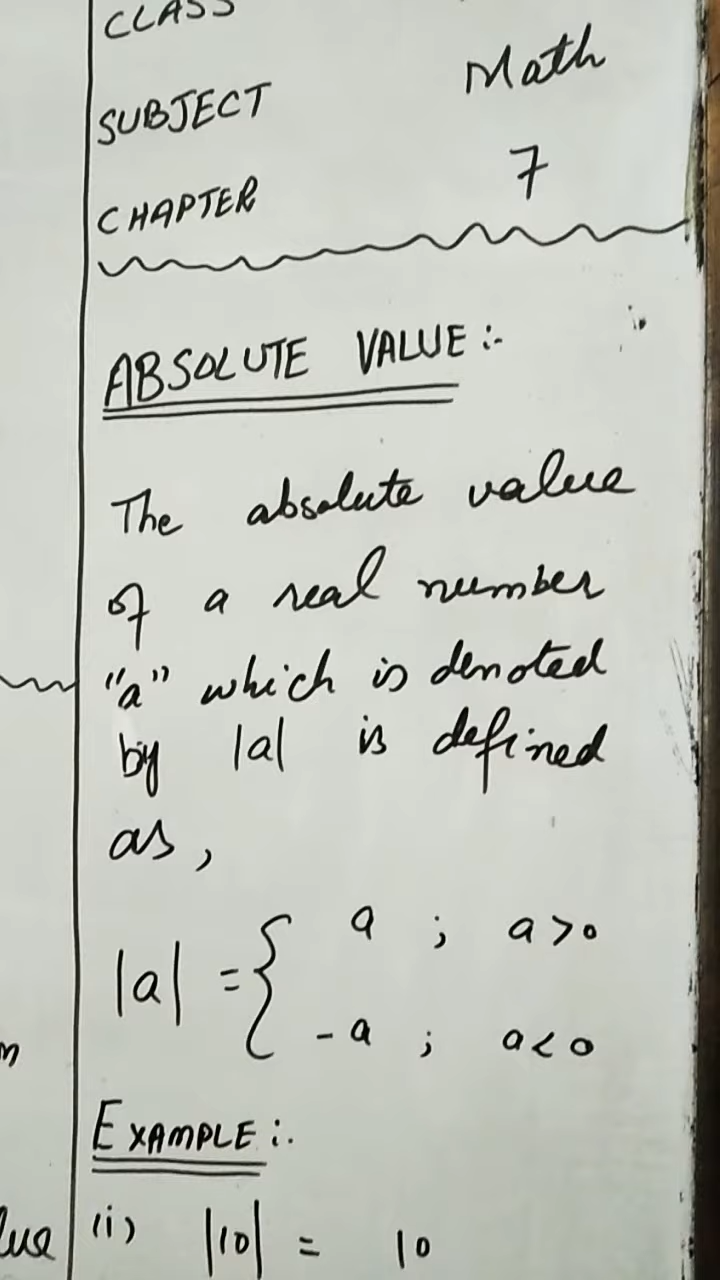 CLASS
SUBJECT Math
CHAPTER 7
ABSOLUTE VALUE :-
The absolute value
of a real number
"a" which is denoted
by |a| is defined
as,
|a| = { a ; a>0
-a ; a<0
EXAMPLE :-
(i) |10| = 10